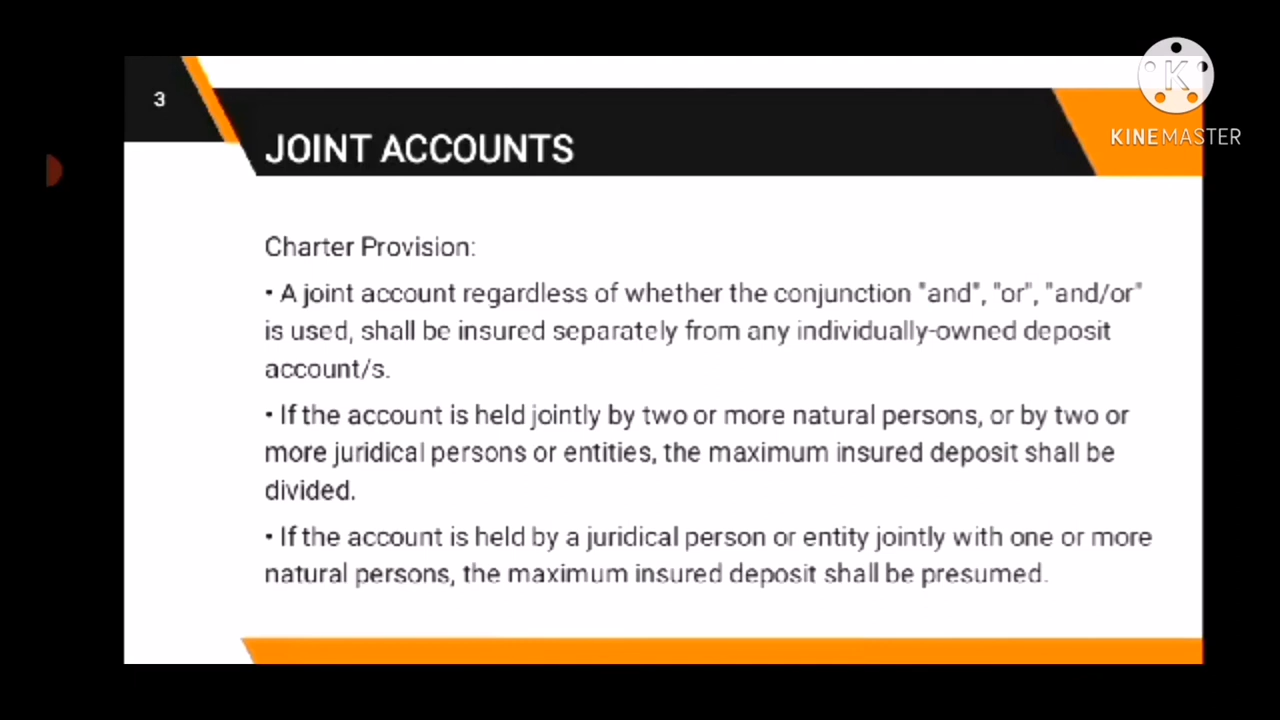 3
JOINT ACCOUNTS
K
KINEMASTER
Charter Provision:
• A joint account regardless of whether the conjunction "and", "or", "and/or"
is used, shall be insured separately from any individually-owned deposit
account/s.
• If the account is held jointly by two or more natural persons, or by two or
more juridical persons or entities, the maximum insured deposit shall be
divided.
• If the account is held by a juridical person or entity jointly with one or more
natural persons, the maximum insured deposit shall be presumed.